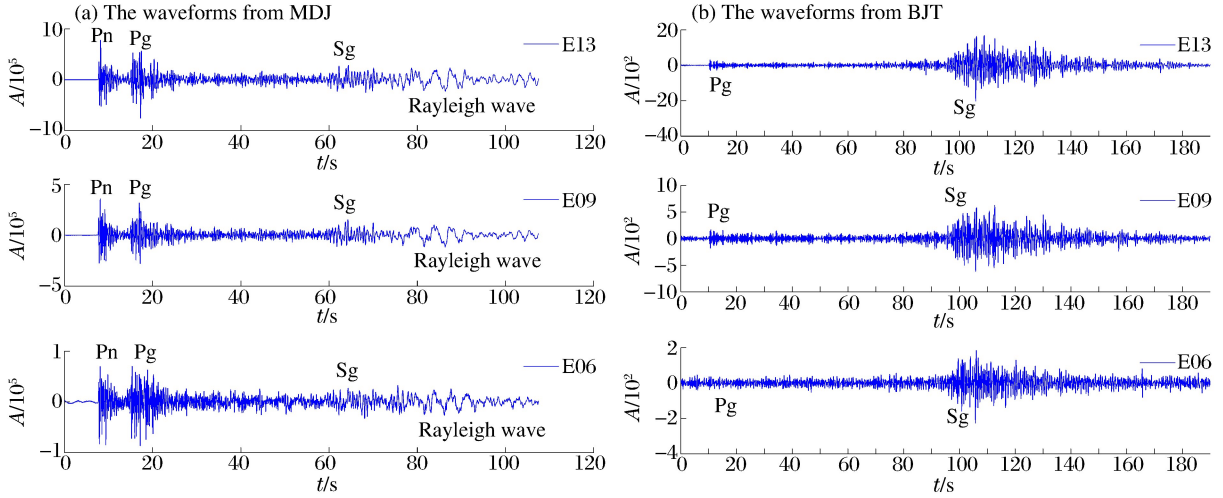 (a) The waveforms from MDJ
10
0
−10
A/10⁵
Pn
Pg
Sg
E13
Rayleigh wave
0 20 40 60 80 100 120
t/s
5
0
−5
A/10⁵
Pn
Pg
Sg
E09
Rayleigh wave
0 20 40 60 80 100 120
t/s
1
0
−1
A/10⁵
Pn
Pg
Sg
E06
Rayleigh wave
0 20 40 60 80 100 120
t/s
(b) The waveforms from BJT
20
0
−20
−40
A/10²
Pg
Sg
E13
0 20 40 60 80 100 120 140 160 180
t/s
10
5
0
−5
−10
A/10²
Pg
Sg
E09
0 20 40 60 80 100 120 140 160 180
t/s
2
0
−2
−4
A/10²
Pg
Sg
E06
0 20 40 60 80 100 120 140 160 180
t/s